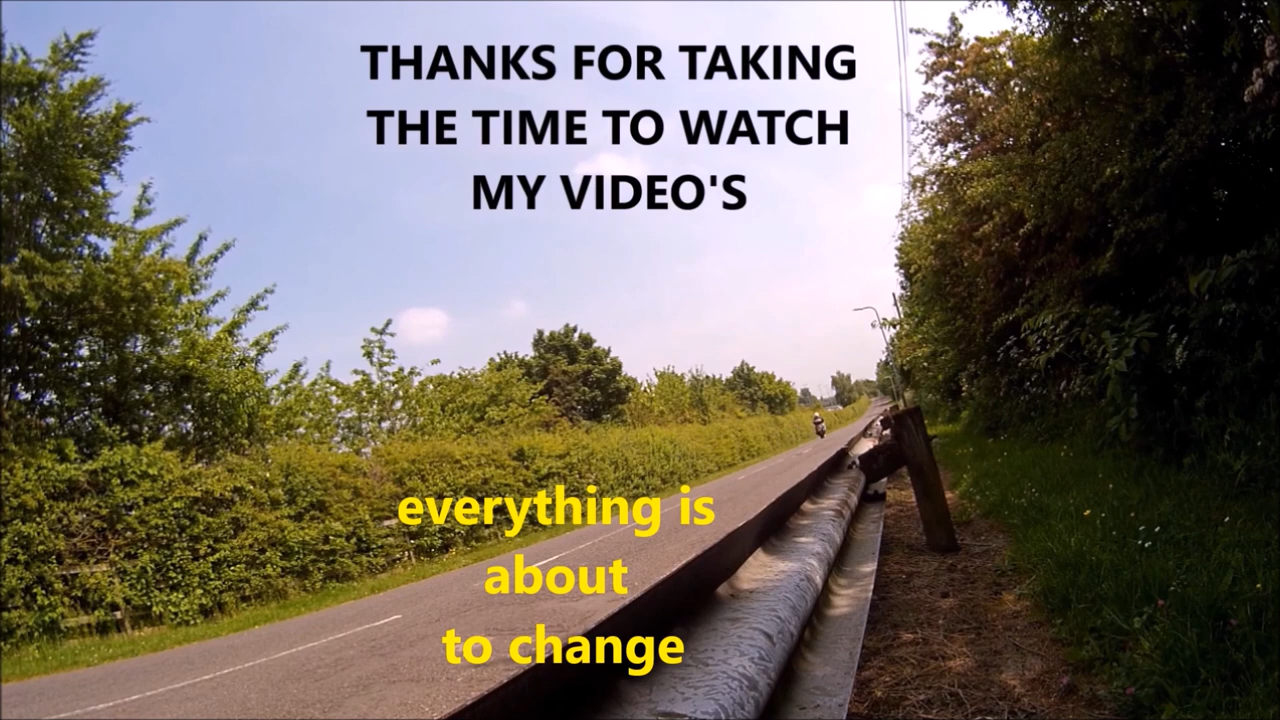 THANKS FOR TAKING
THE TIME TO WATCH
MY VIDEO'S
everything is
about
to change